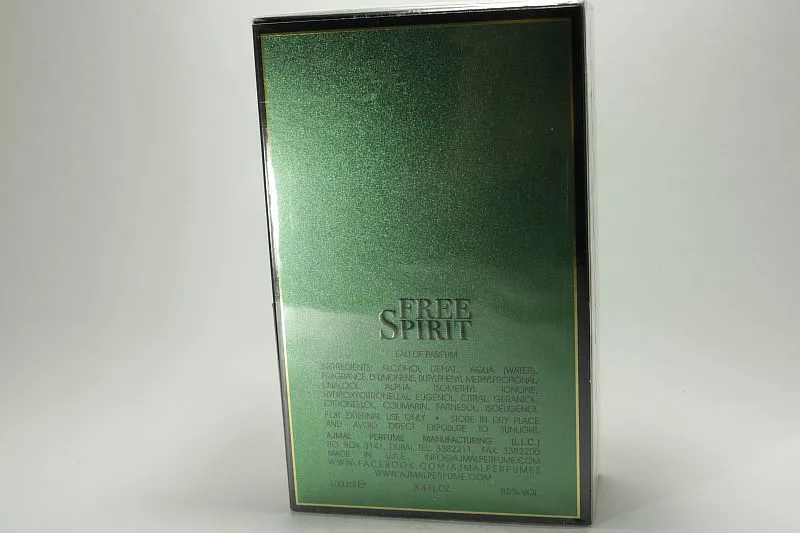 FREE
SPIRIT
EAU DE PARFUM
INGREDIENTS: ALCOHOL DENAT., AQUA (WATER),
FRAGRANCE, D-LIMONENE, BUTYLPHENYL METHYLPROPIONAL
LINALOOL ALPHA ISOMETHYL IONONE,
HYDROXYCITRONELLAL, EUGENOL, CITRAL, GERANIOL
CITRONELLOL, COUMARIN, FARNESOL, ISOEUGENOL
FOR EXTERNAL USE ONLY • STORE IN DRY PLACE
AND AVOID DIRECT EXPOSURE TO SUNLIGHT.
AJMAL PERFUME MANUFACTURING (L.L.C.)
P.O. BOX 3141, DUBAI. TEL: 3382211, FAX: 3382200
MADE IN U.A.E. INFO@AJMALPERFUME.COM
WWW.FACEBOOK.COM/AJMALPERFUMES
WWW.AJMALPERFUME.COM
100 ml e 3.4 FL.OZ. 85% VOL.